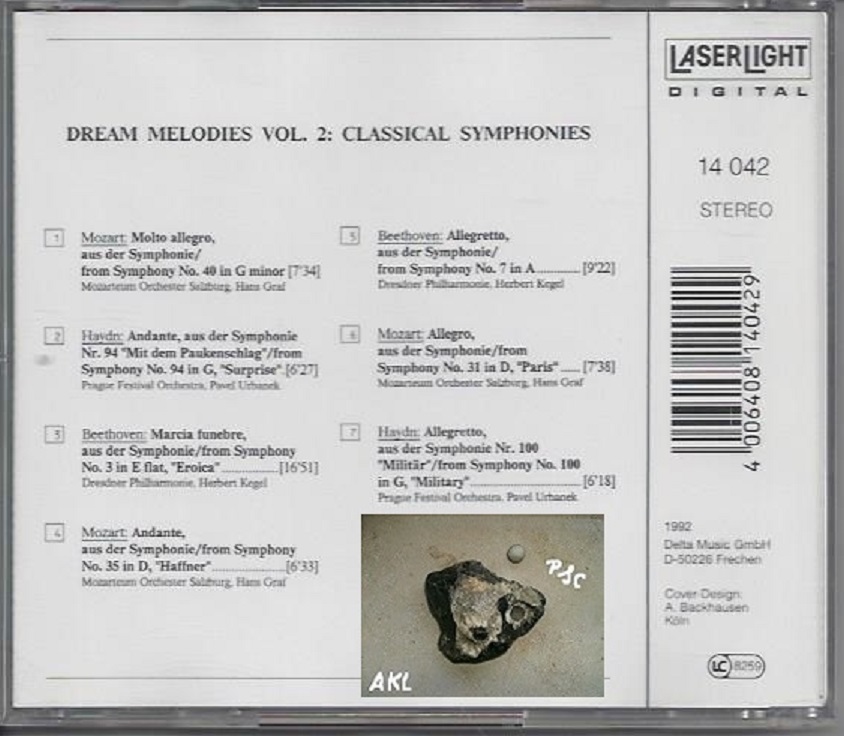 DREAM MELODIES VOL. 2: CLASSICAL SYMPHONIES
1 Mozart: Molto allegro,
aus der Symphonie/
from Symphony No. 40 in G minor [7'34]
Mozarteum Orchester Salzburg, Hans Graf
2 Haydn: Andante, aus der Symphonie
Nr. 94 "Mit dem Paukenschlag"/from
Symphony No. 94 in G, "Surprise" . [6'27]
Prague Festival Orchestra, Pavel Urbanek
3 Beethoven: Marcia funebre,
aus der Symphonie/from Symphony
No. 3 in E flat, "Eroica" .............. [16'51]
Dresdner Philharmonie, Herbert Kegel
4 Mozart: Andante,
aus der Symphonie/from Symphony
No. 35 in D, "Haffner" .................. [6'33]
Mozarteum Orchester Salzburg, Hans Graf
5 Beethoven: Allegretto,
aus der Symphonie/
from Symphony No. 7 in A .......... [9'22]
Dresdner Philharmonie, Herbert Kegel
6 Mozart: Allegro,
aus der Symphonie/from
Symphony No. 31 in D, "Paris" ..... [7'38]
Mozarteum Orchester Salzburg, Hans Graf
7 Haydn: Allegretto,
aus der Symphonie Nr. 100
"Militär"/from Symphony No. 100
in G, "Military" ........................... [6'18]
Prague Festival Orchestra, Pavel Urbanek
PSC
AKL
LASERLIGHT
DIGITAL
14 042
STEREO
4 006408 140429
1992
Delta Music GmbH
D-50226 Frechen
Cover-Design:
A. Backhausen
Köln
LC 8259